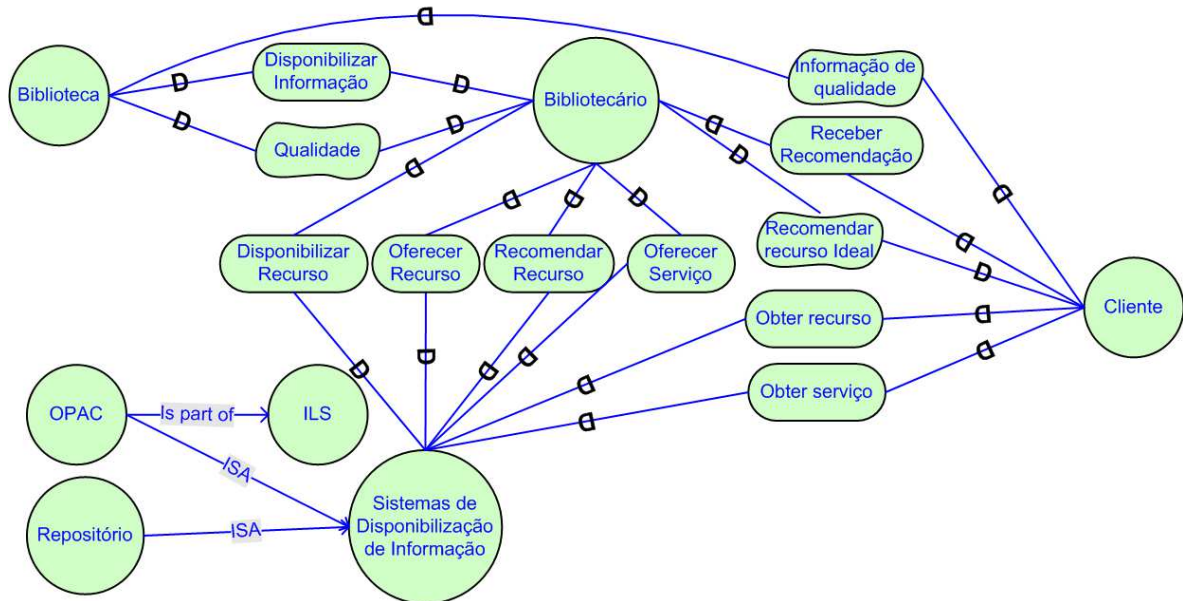 D
Biblioteca
D
Disponibilizar
Informação
D
D
Qualidade
D
Bibliotecário
Informação de
qualidade
D
D
Receber
Recomendação
D
Recomendar
recurso Ideal
D
D
D
D
D
D
D
Disponibilizar
Recurso
Oferecer
Recurso
Recomendar
Recurso
Oferecer
Serviço
Cliente
Obter recurso
D
Obter serviço
D
D
D
D
D
D
D
OPAC
Is part of
ILS
ISA
Repositório
ISA
Sistemas de
Disponibilização
de Informação